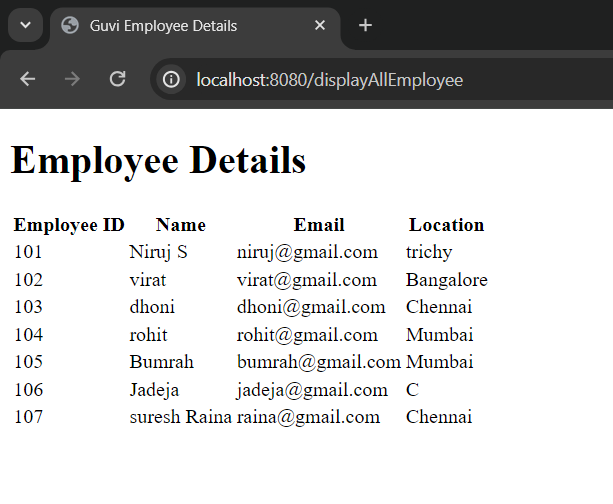 Guvi Employee Details
localhost:8080/displayAllEmployee
Employee Details
Employee ID Name Email Location
101 Niruj S niruj@gmail.com trichy
102 virat virat@gmail.com Bangalore
103 dhoni dhoni@gmail.com Chennai
104 rohit rohit@gmail.com Mumbai
105 Bumrah bumrah@gmail.com Mumbai
106 Jadeja jadeja@gmail.com C
107 suresh Raina raina@gmail.com Chennai